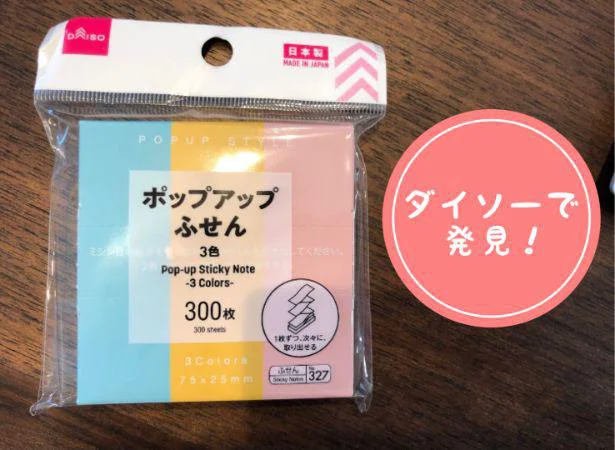 DAISO
日本製
MADE IN JAPAN
POPUP STYLE
ポップアップ
ふせん
3色
Pop-up Sticky Note
-3 Colors-
300枚
300 sheets
1枚ずつ、次々に、
取り出せる
3Colors
75×25mm
ふせん
Sticky Notes
No.
327
ダイソーで
発見！